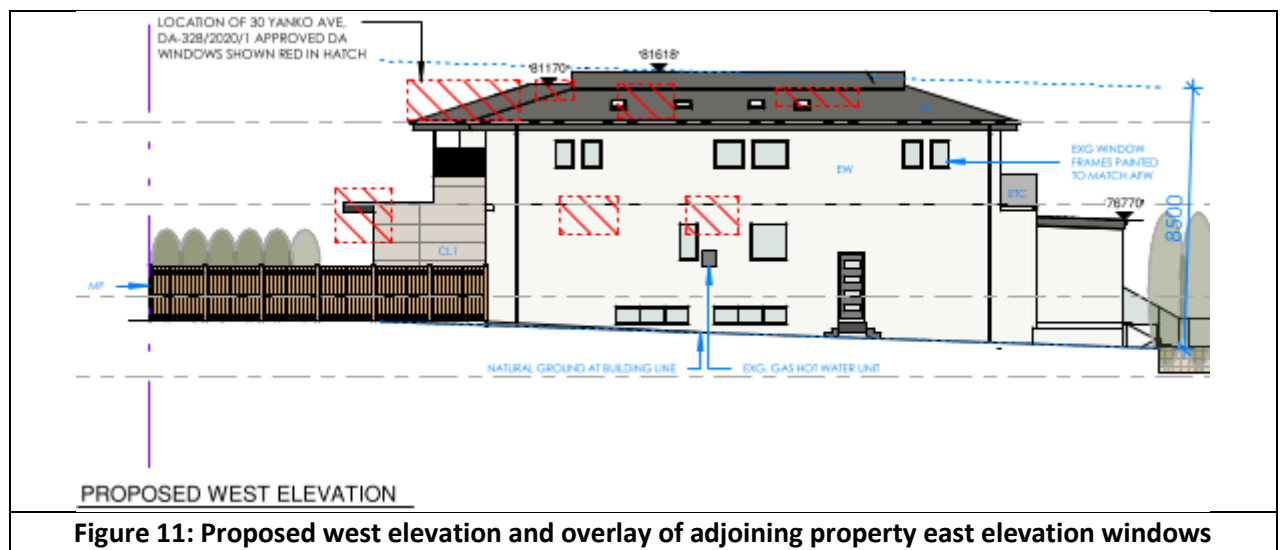 LOCATION OF 30 YANKO AVE,
DA-328/2020/1 APPROVED DA
WINDOWS SHOWN RED IN HATCH
81170
81618
EXG WINDOW
FRAMES PAINTED
TO MATCH AFW
EW
ETC
76770
8500
CL1
MF
NATURAL GROUND AT BUILDING LINE
EXG. GAS HOT WATER UNIT
PROPOSED WEST ELEVATION
Figure 11: Proposed west elevation and overlay of adjoining property east elevation windows